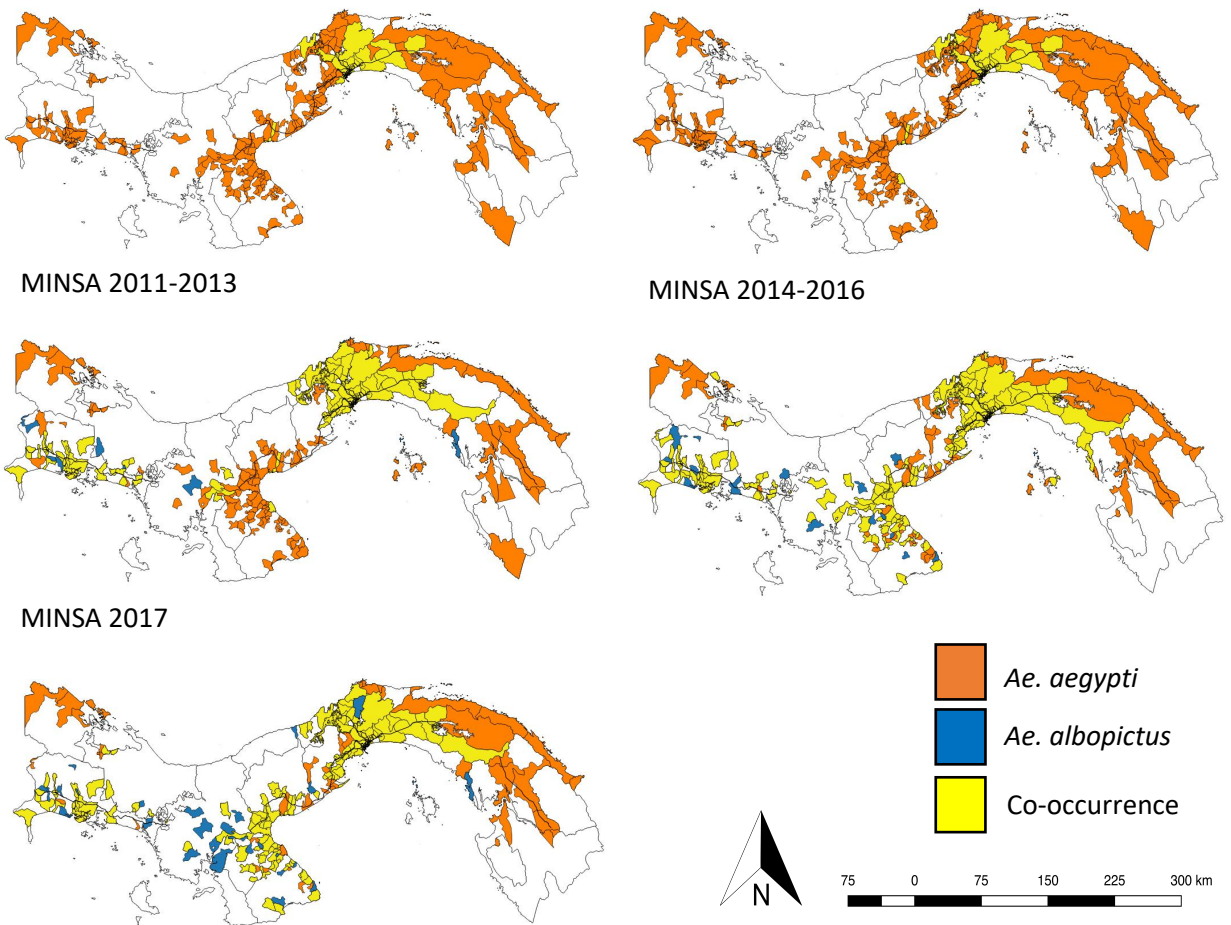 MINSA 2011-2013
MINSA 2014-2016
MINSA 2017
Ae. aegypti
Ae. albopictus
Co-occurrence
N
75 0 75 150 225 300 km